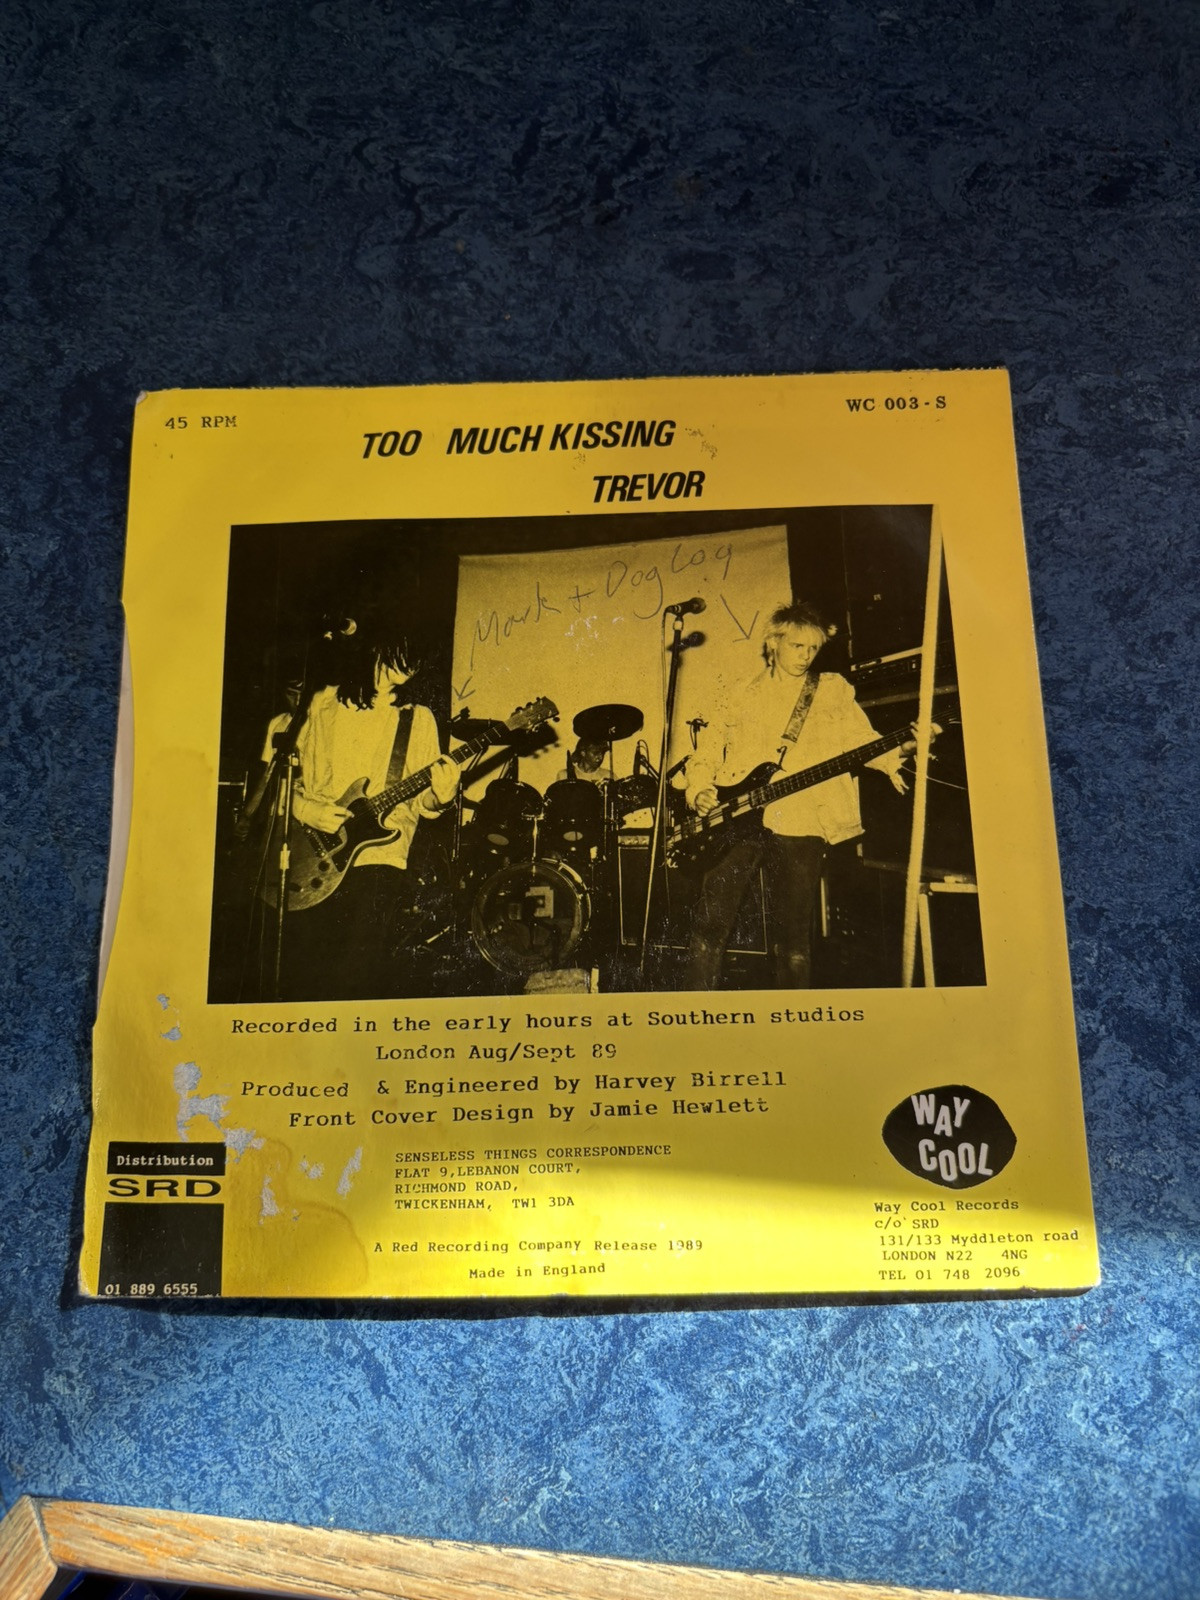 45 RPM
WC 003-S
TOO MUCH KISSING
TREVOR
Mark + Dog Log
Recorded in the early hours at Southern studios
London Aug/Sept 89
Produced & Engineered by Harvey Birrell
Front Cover Design by Jamie Hewlett
Distribution
SRD
01 889 6555
SENSELESS THINGS CORRESPONDENCE
FLAT 9,LEBANON COURT,
RICHMOND ROAD,
TWICKENHAM, TW1 3DA
A Red Recording Company Release 1989
Made in England
WAY
COOL
Way Cool Records
c/o SRD
131/133 Myddleton road
LONDON N22 4NG
TEL 01 748 2096